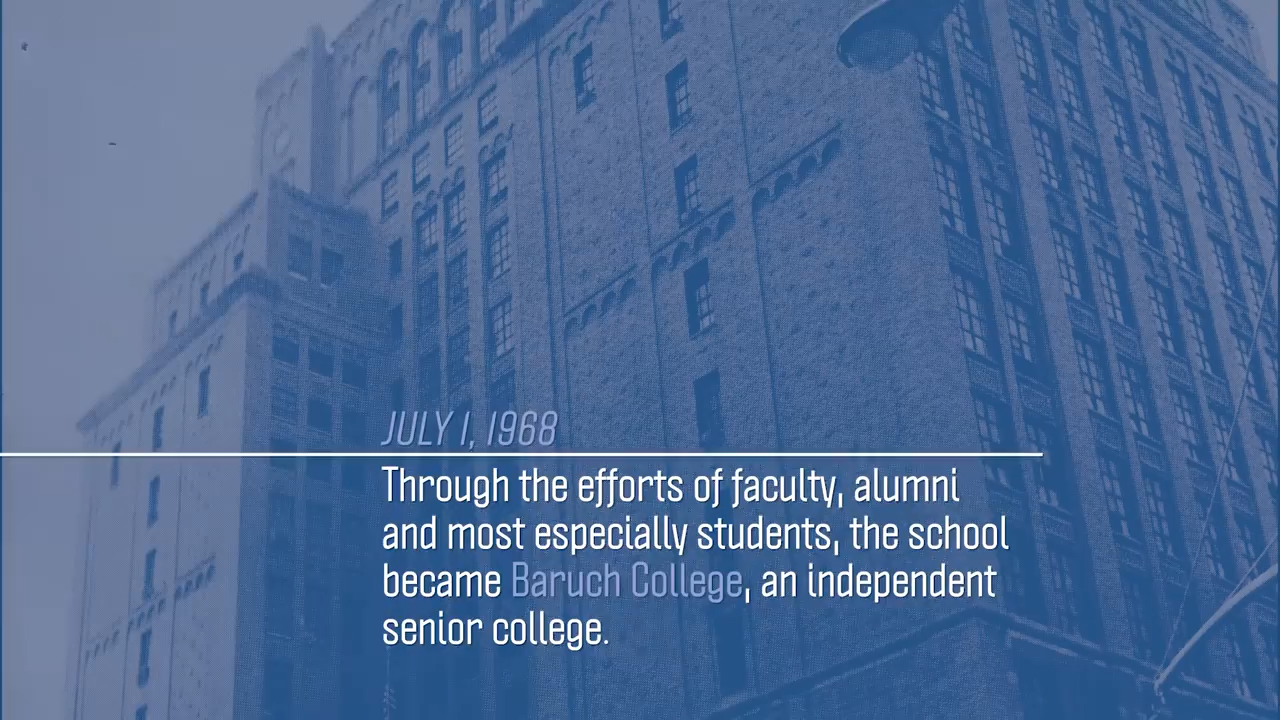 JULY 1, 1968
Through the efforts of faculty, alumni
and most especially students, the school
became Baruch College, an independent
senior college.